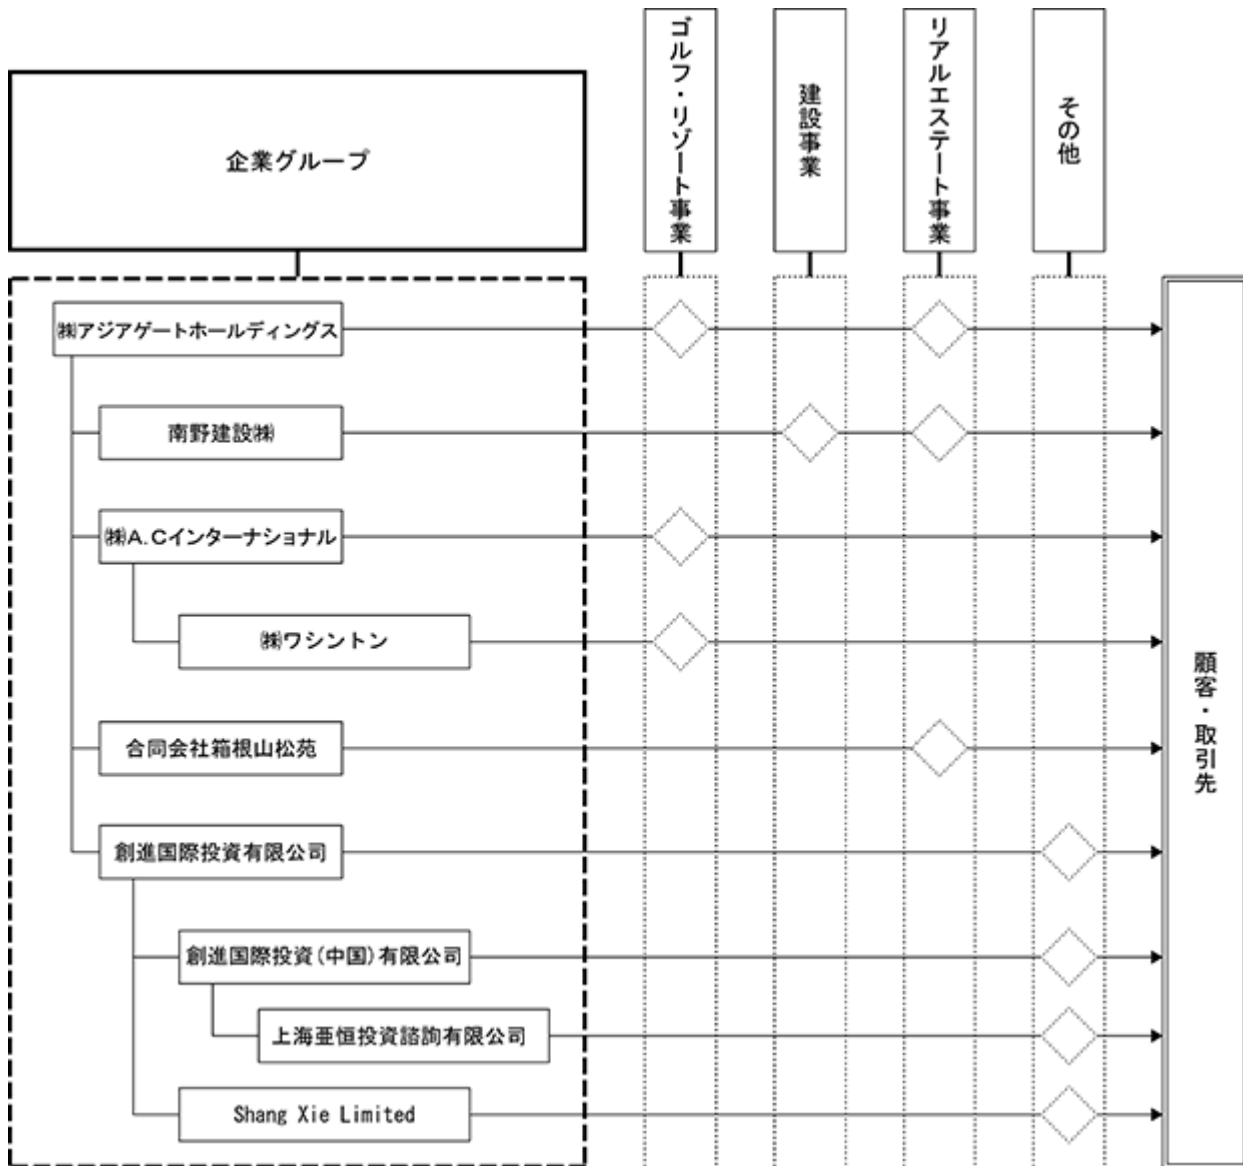 企業グループ
ゴルフ・リゾート事業
建設事業
リアルエステート事業
その他
㈱アジアゲートホールディングス
南野建設㈱
㈱A.Cインターナショナル
㈱ワシントン
合同会社箱根山松苑
創進国際投資有限公司
創進国際投資(中国)有限公司
上海亜恒投資諮詢有限公司
Shang Xie Limited
顧客・取引先